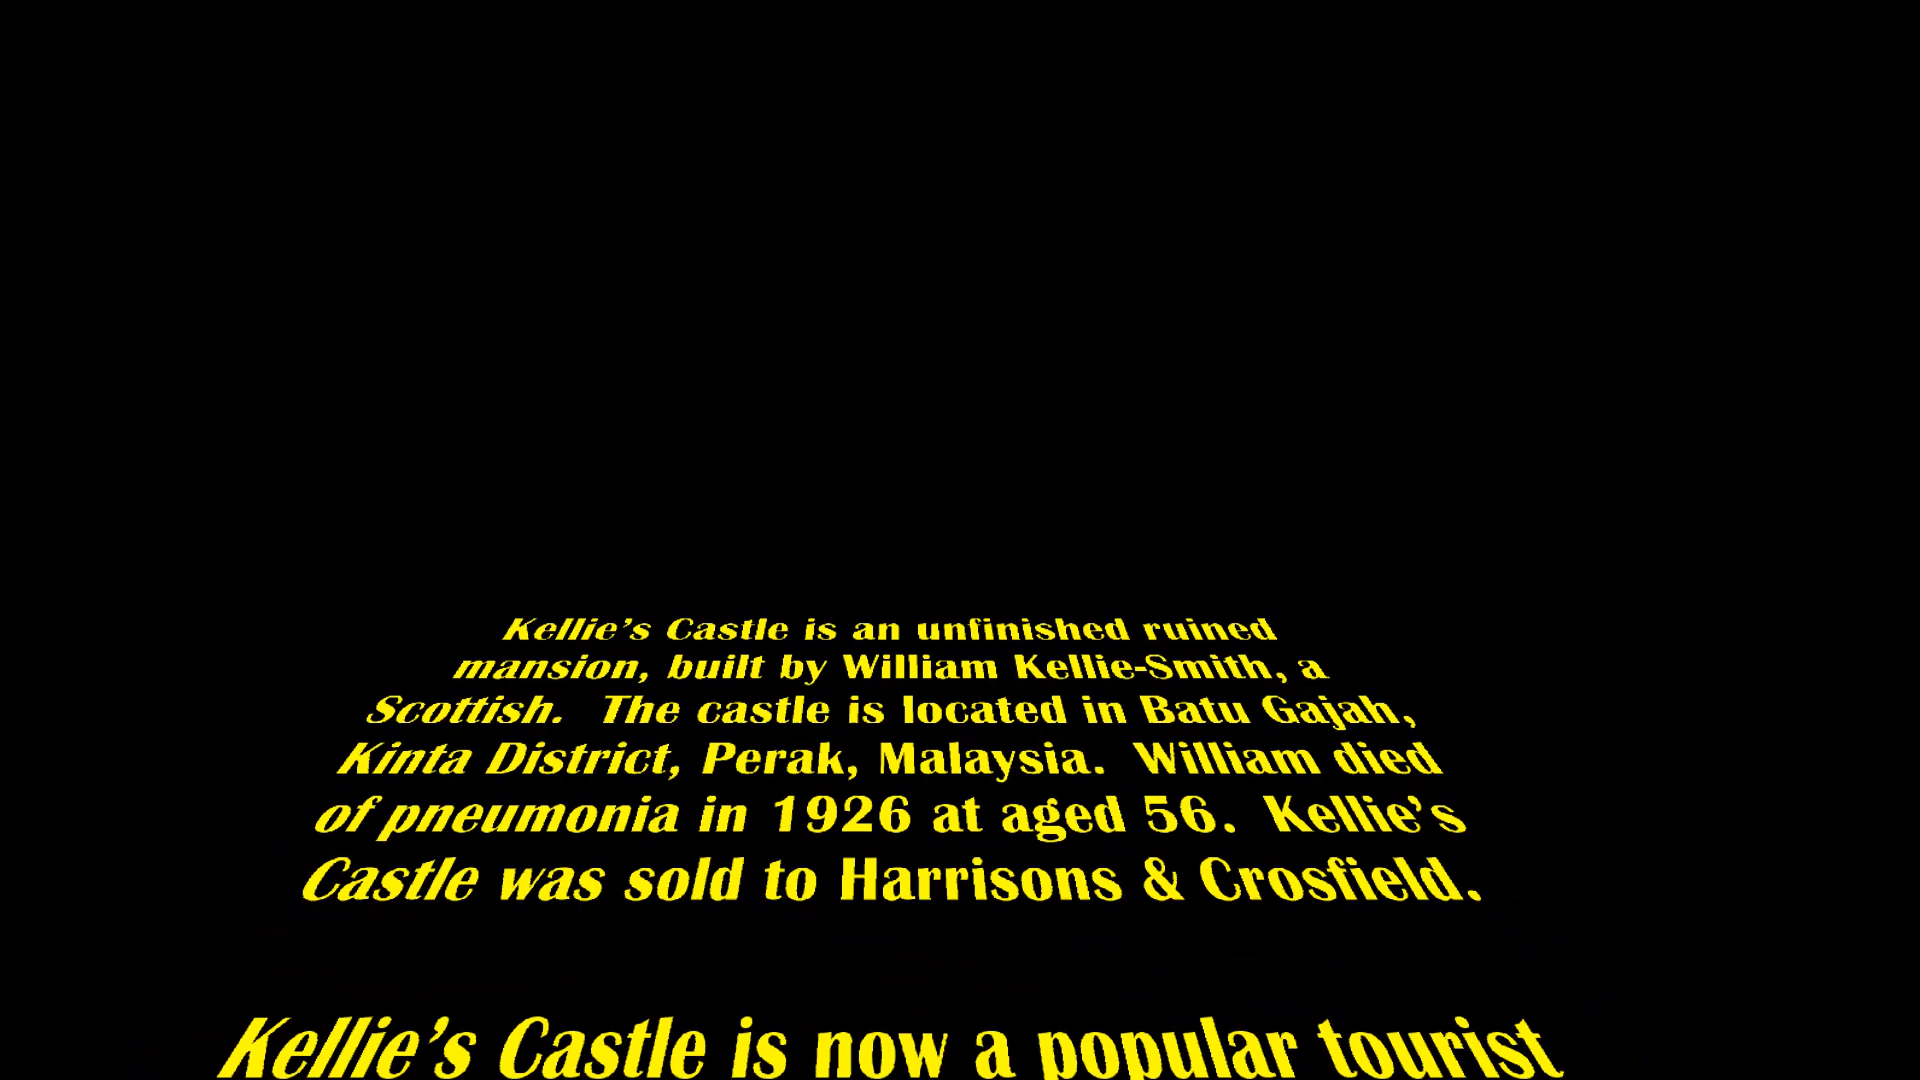 Kellie's Castle is an unfinished ruined
mansion, built by William Kellie-Smith, a
Scottish.  The castle is located in Batu Gajah,
Kinta District, Perak, Malaysia.  William died
of pneumonia in 1926 at aged 56.  Kellie's
Castle was sold to Harrisons & Crosfield.
Kellie's Castle is now a popular tourist